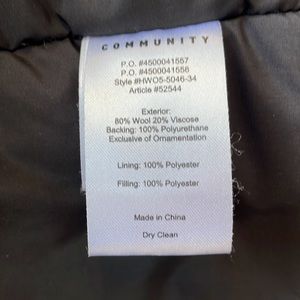 COMMUNITY
P.O. #4500041557
P.O. #4500041556
Style #HWO5-5046-34
Article #52544
Exterior:
80% Wool 20% Viscose
Backing: 100% Polyurethane
Exclusive of Ornamentation
Lining: 100% Polyester
Filling: 100% Polyester
Made in China
Dry Clean